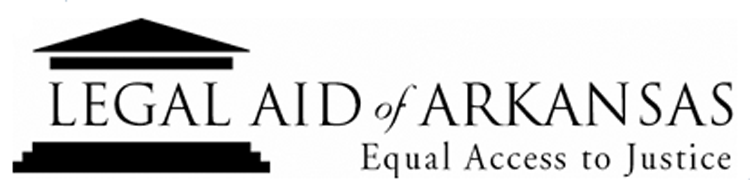 LEGAL AID of ARKANSAS
Equal Access to Justice